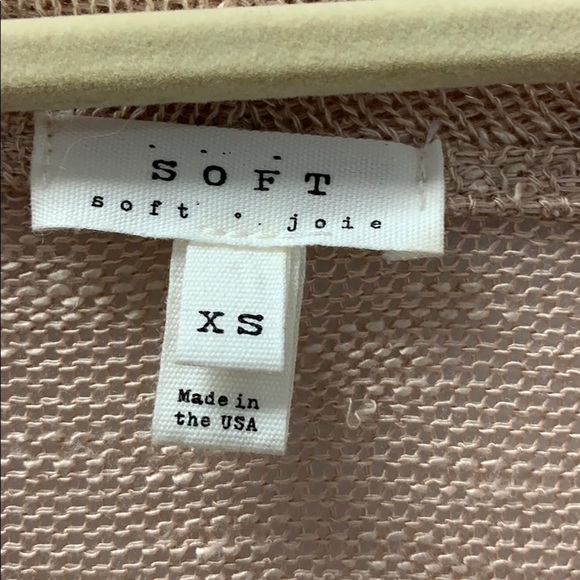 SOFT
soft o joie
XS
Made in
the USA